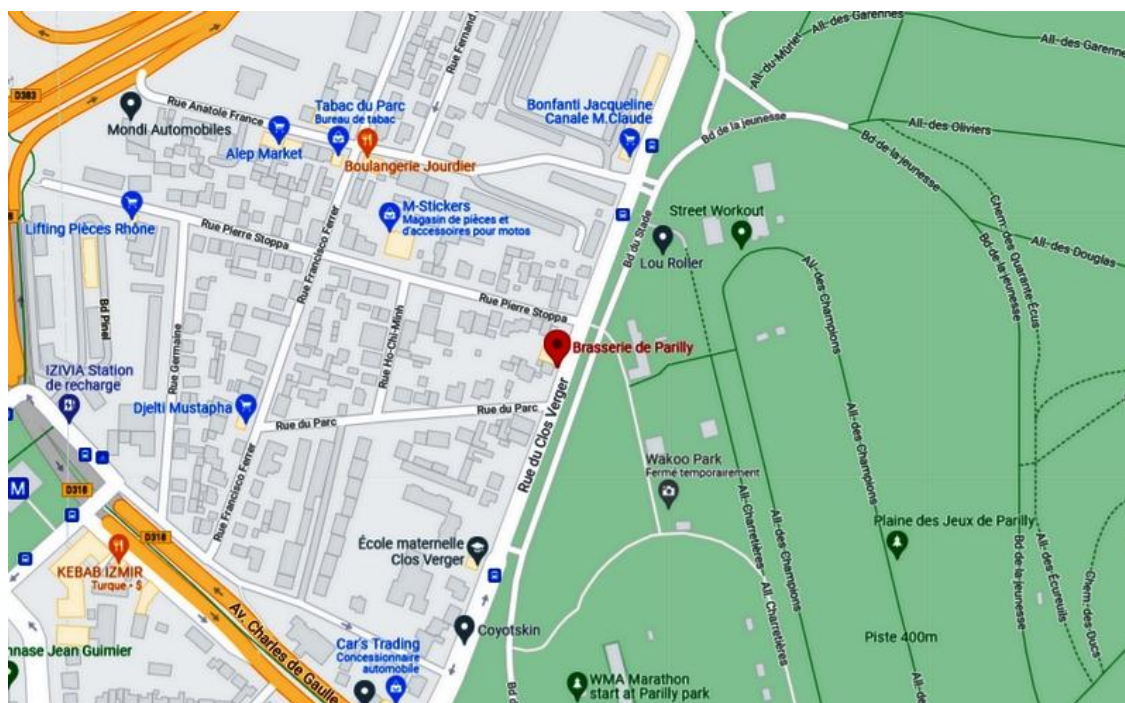 All.-des-Garennes
All.-des-Garennes
All.-du-Mûrier
D383
Rue Fernand
Rue Anatole France
Tabac du Parc
Bureau de tabac
Bonfanti Jacqueline
Canale M.Claude
Bd de la jeunesse
All.-des-Oliviers
Mondi Automobiles
Alep Market
Boulangerie Jourdier
Bd de la jeunesse
Lifting Pièces Rhône
M-Stickers
Magasin de pièces et
d'accessoires pour motos
Street Workout
Chem.-des-Quarante-Écus
Bd-de-la-jeunesse
All.-des-Douglas
Rue Pierre Stoppa
Rue Francisco Ferrer
Bd du Stade
Lou Roller
All.-des-Champions
Rue Pierre Stoppa
Bd Pinel
Rue Germaine
Rue Ho-Chi-Minh
Brasserie de Parilly
IZIVIA Station
de recharge
Djelti Mustapha
Rue du Parc
Rue du Parc
Rue du Clos Verger
All.-des-Champions
Wakoo Park
Fermé temporairement
M
D318
Rue Francisco Ferrer
All.-Charretières
All.-des-Champions
Plaine des Jeux de Parilly
D318
École maternelle
Clos Verger
KEBAB IZMIR
Turque • $
Bd de-la-jeunesse
All.-des-Écureuils
Chem.-des-Ducs
Av. Charles de Gaulle
Coyotskin
All. Charretières
Piste 400m
nnase Jean Guimier
Car's Trading
Concessionnaire
automobile
WMA Marathon
start at Parilly park
Bd d
All.-de